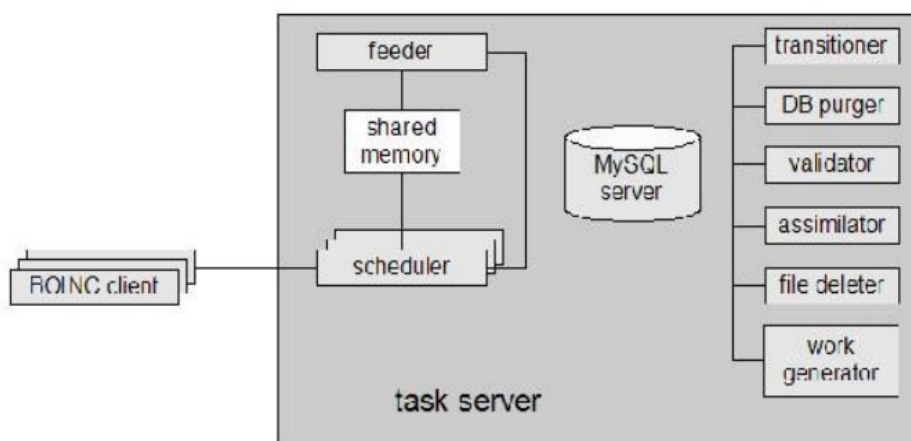 feeder
shared
memory
scheduler
BOINC client
MySQL
server
transitioner
DB purger
validator
assimilator
file deleter
work
generator
task server